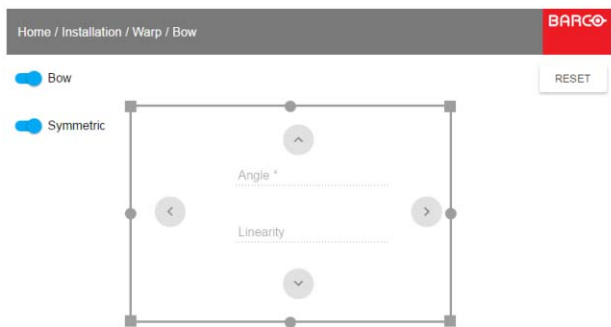 Home / Installation / Warp / Bow
BARCO
Bow
RESET
Symmetric
Angle *
Linearity